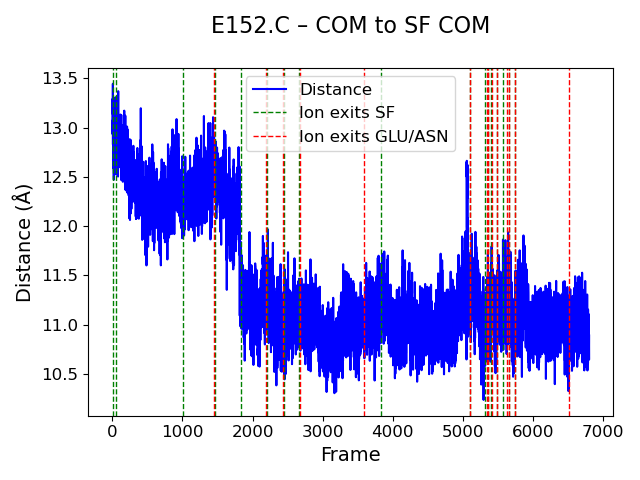 E152.C – COM to SF COM
Distance
Ion exits SF
Ion exits GLU/ASN
Distance (Å)
13.5
13.0
12.5
12.0
11.5
11.0
10.5
0 1000 2000 3000 4000 5000 6000 7000
Frame